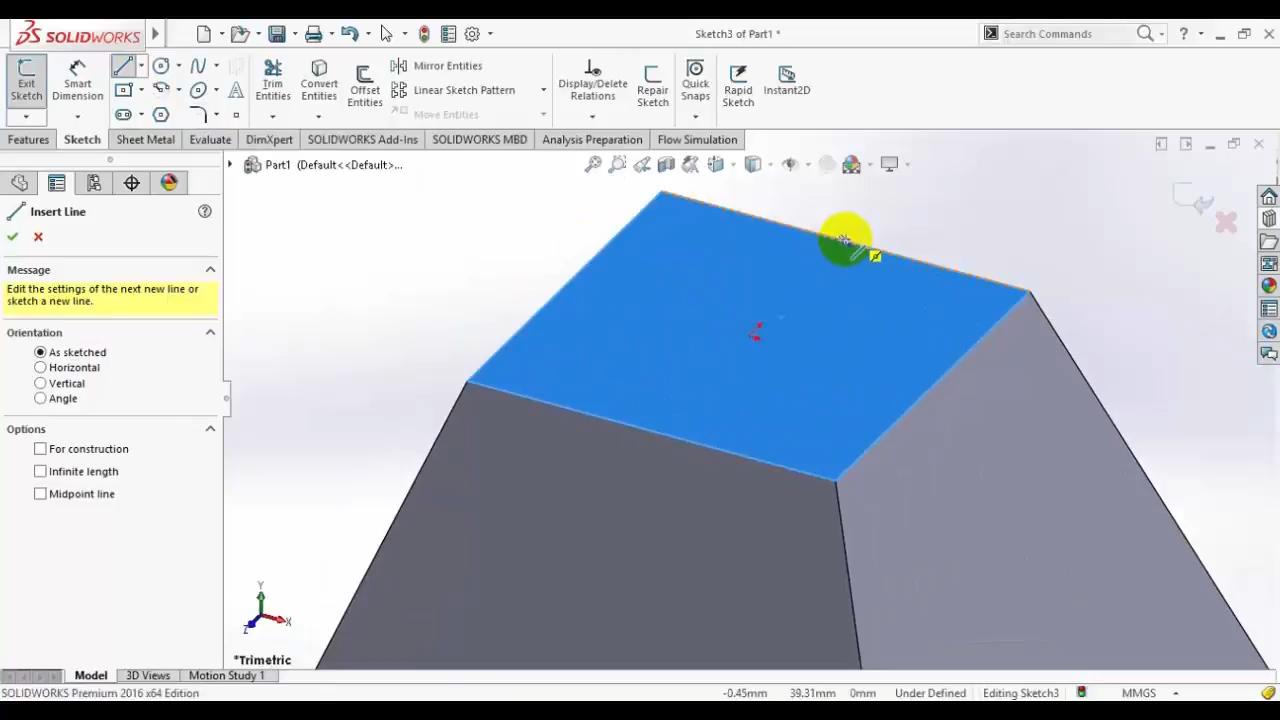 SOLIDWORKS
Sketch3 of Part1 *
Search Commands
?
Exit Sketch
Smart Dimension
Trim Entities
Convert Entities
Offset Entities
Mirror Entities
Linear Sketch Pattern
Move Entities
Display/Delete Relations
Repair Sketch
Quick Snaps
Rapid Sketch
Instant2D
Features
Sketch
Sheet Metal
Evaluate
DimXpert
SOLIDWORKS Add-Ins
SOLIDWORKS MBD
Analysis Preparation
Flow Simulation
Part1 (Default<<Default>...
Insert Line
?
Message
Edit the settings of the next new line or
sketch a new line.
Orientation
As sketched
Horizontal
Vertical
Angle
Options
For construction
Infinite length
Midpoint line
Y
X
Z
*Trimetric
Model
3D Views
Motion Study 1
SOLIDWORKS Premium 2016 x64 Edition
-0.45mm
39.31mm
0mm
Under Defined
Editing Sketch3
MMGS